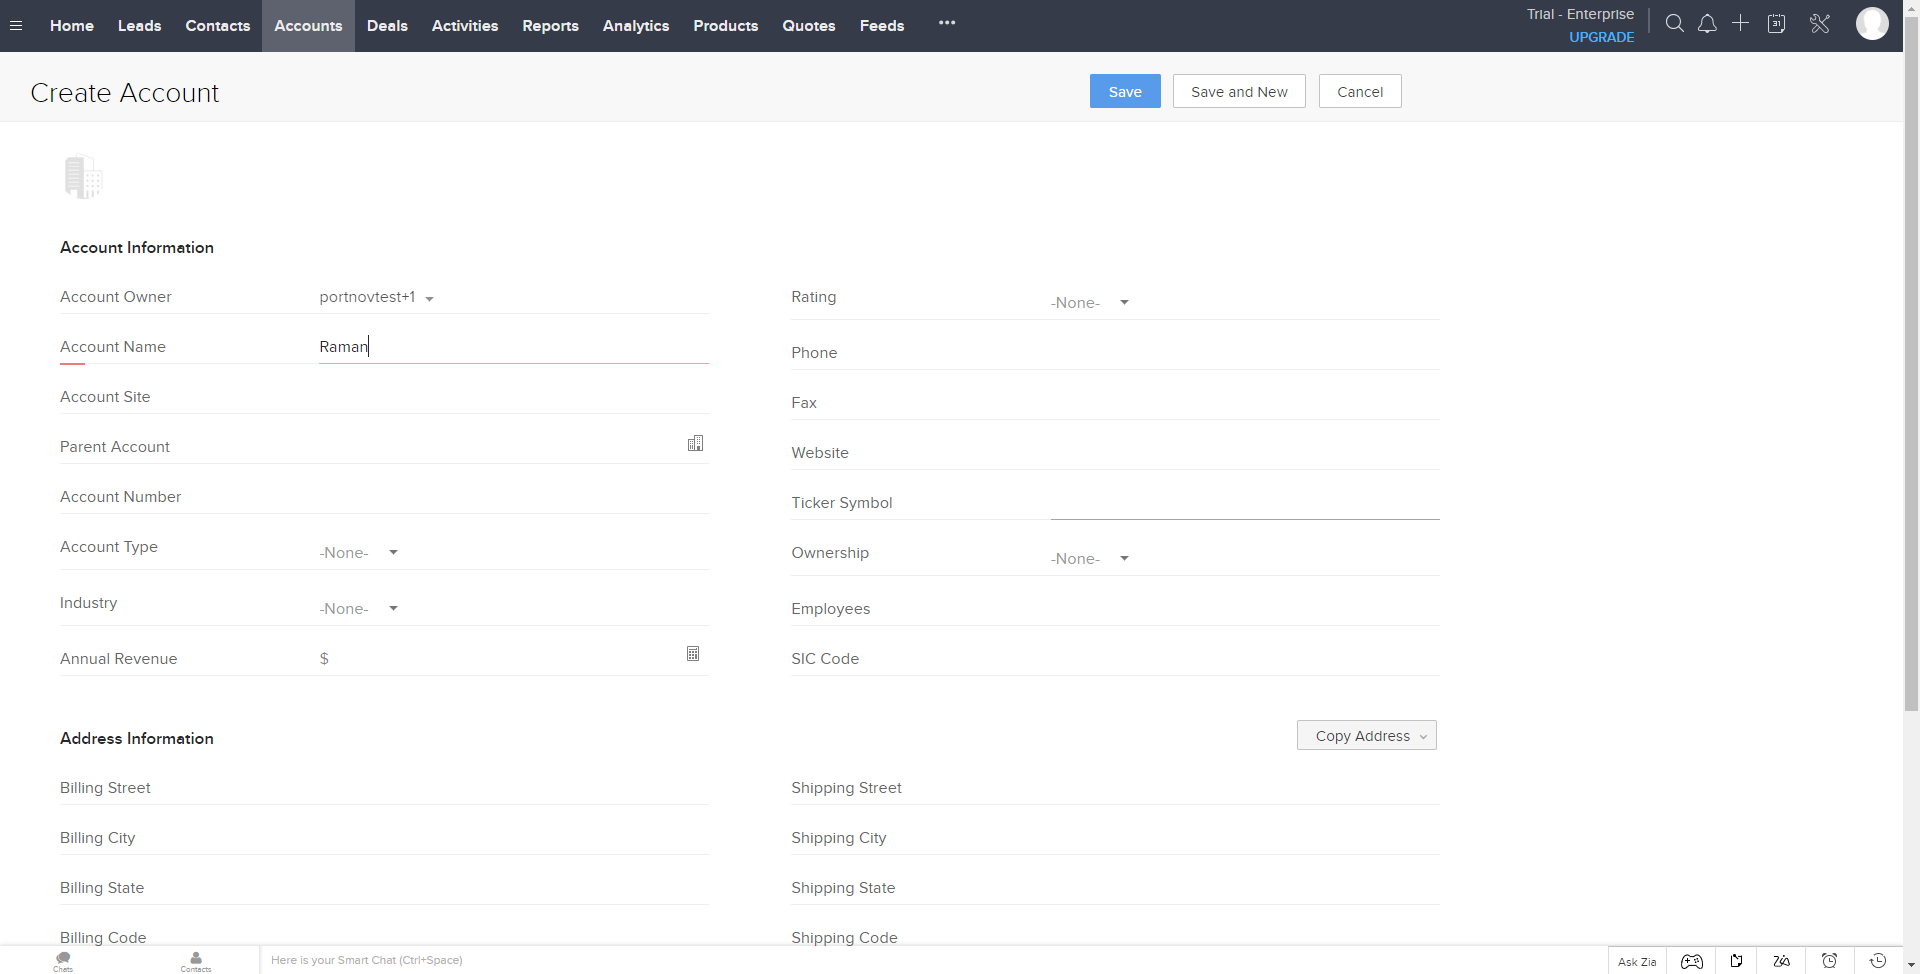 Home Leads Contacts Accounts Deals Activities Reports Analytics Products Quotes Feeds •••
Trial - Enterprise
UPGRADE
31
Create Account
Save
Save and New
Cancel
Account Information
Account Owner portnovtest+1
Account Name Raman
Account Site
Parent Account
Account Number
Account Type -None-
Industry -None-
Annual Revenue $
Rating -None-
Phone
Fax
Website
Ticker Symbol
Ownership -None-
Employees
SIC Code
Address Information
Copy Address
Billing Street
Billing City
Billing State
Billing Code
Shipping Street
Shipping City
Shipping State
Shipping Code
Chats
Contacts
Here is your Smart Chat (Ctrl+Space)
Ask Zia